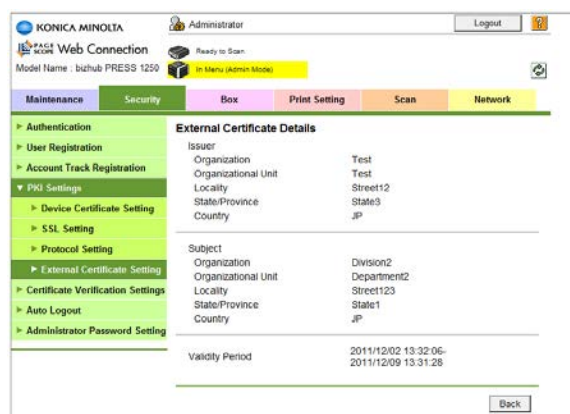 KONICA MINOLTA
Administrator
Logout
?
PAGE SCOPE Web Connection
Ready to Scan
Model Name : bizhub PRESS 1250
In Menu (Admin Mode)
Maintenance
Security
Box
Print Setting
Scan
Network
Authentication
User Registration
Account Track Registration
PKI Settings
Device Certificate Setting
SSL Setting
Protocol Setting
External Certificate Setting
Certificate Verification Settings
Auto Logout
Administrator Password Setting
External Certificate Details
Issuer
Organization Test
Organizational Unit Test
Locality Street12
State/Province State3
Country JP
Subject
Organization Division2
Organizational Unit Department2
Locality Street123
State/Province State1
Country JP
Validity Period 2011/12/02 13:32:06-
2011/12/09 13:31:28
Back